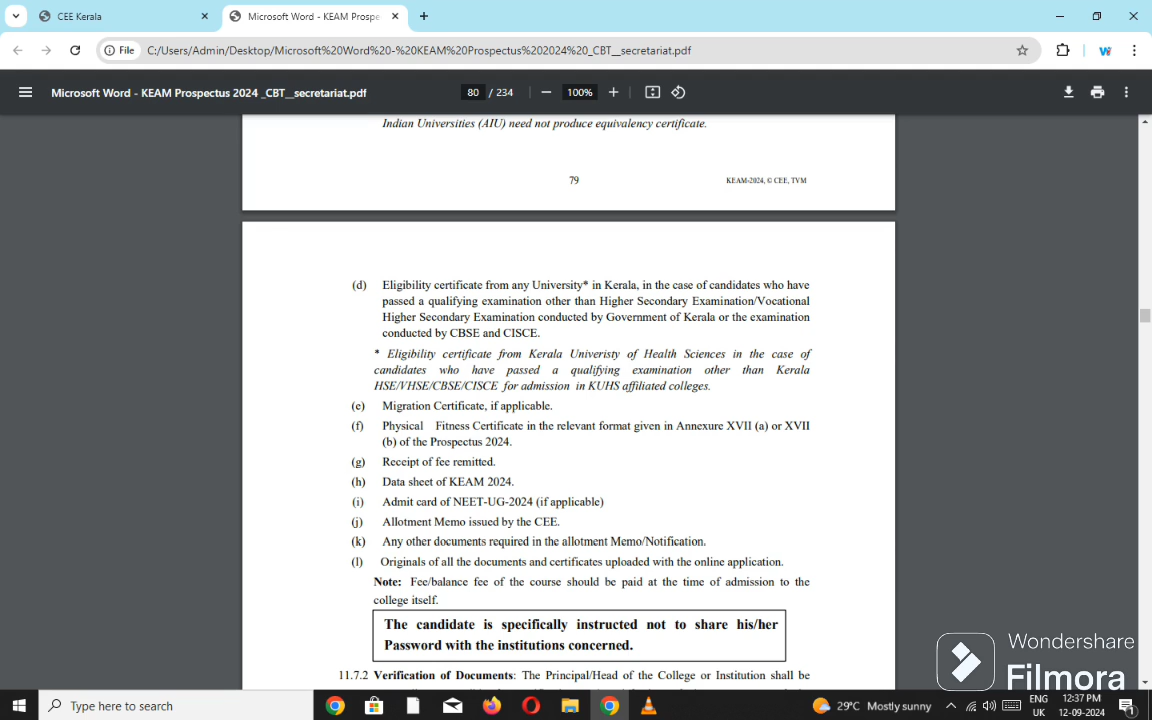 CEE Kerala
Microsoft Word - KEAM Prospe
File
C:/Users/Admin/Desktop/Microsoft%20Word%20-%20KEAM%20Prospectus%202024%20_CBT__secretariat.pdf
Microsoft Word - KEAM Prospectus 2024 _CBT__secretariat.pdf
80 / 234
100%
Indian Universities (AIU) need not produce equivalency certificate.
79
KEAM-2024, © CEE, TVM
(d) Eligibility certificate from any University* in Kerala, in the case of candidates who have
passed a qualifying examination other than Higher Secondary Examination/Vocational
Higher Secondary Examination conducted by Government of Kerala or the examination
conducted by CBSE and CISCE.
* Eligibility certificate from Kerala Univeristy of Health Sciences in the case of
candidates who have passed a qualifying examination other than Kerala
HSE/VHSE/CBSE/CISCE for admission in KUHS affiliated colleges.
(e) Migration Certificate, if applicable.
(f) Physical Fitness Certificate in the relevant format given in Annexure XVII (a) or XVII
(b) of the Prospectus 2024.
(g) Receipt of fee remitted.
(h) Data sheet of KEAM 2024.
(i) Admit card of NEET-UG-2024 (if applicable)
(j) Allotment Memo issued by the CEE.
(k) Any other documents required in the allotment Memo/Notification.
(l) Originals of all the documents and certificates uploaded with the online application.
Note: Fee/balance fee of the course should be paid at the time of admission to the
college itself.
The candidate is specifically instructed not to share his/her
Password with the institutions concerned.
11.7.2 Verification of Documents: The Principal/Head of the College or Institution shall be
Wondershare
Filmora
Type here to search
29°C Mostly sunny
ENG
UK
12:37 PM
12-09-2024
1